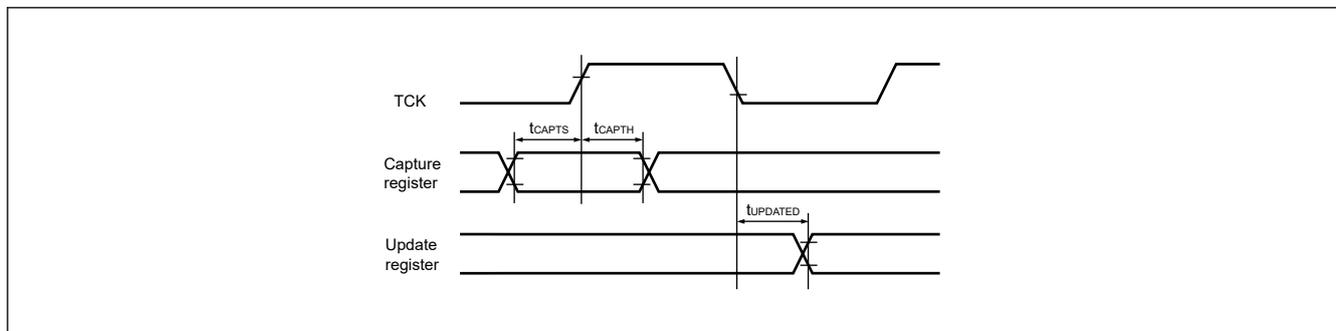 TCK
tCAPTS
tCAPTH
Capture
register
tUPDATED
Update
register